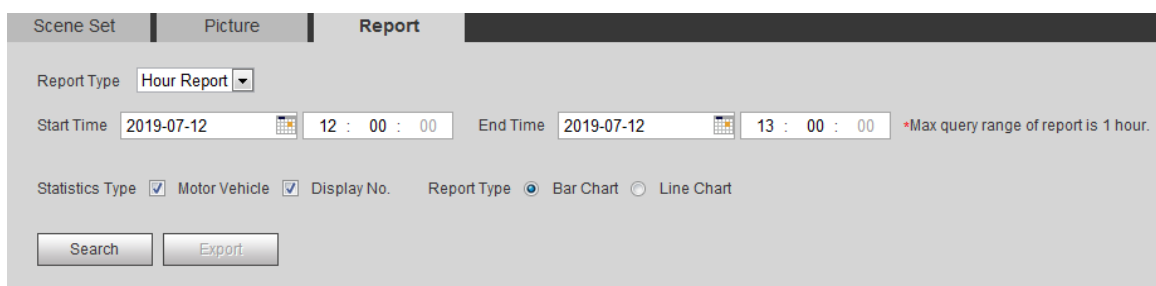 Scene Set Picture Report
Report Type Hour Report
Start Time 2019-07-12 12 : 00 : 00 End Time 2019-07-12 13 : 00 : 00 *Max query range of report is 1 hour.
Statistics Type Motor Vehicle Display No. Report Type Bar Chart Line Chart
Search Export